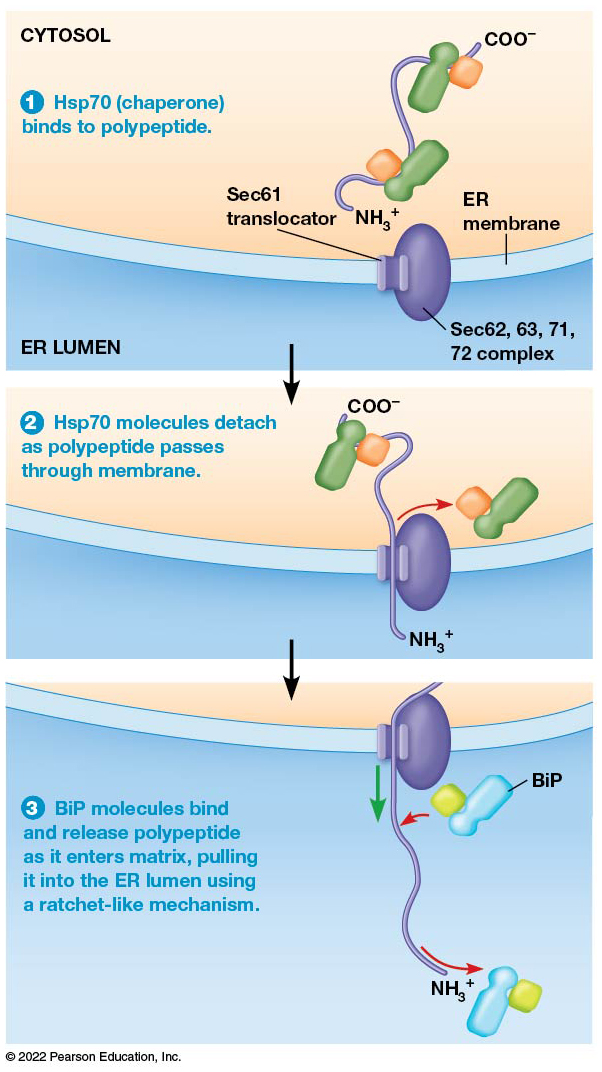 CYTOSOL
COO⁻
1 Hsp70 (chaperone)
binds to polypeptide.
Sec61
translocator
NH₃⁺
ER
membrane
Sec62, 63, 71,
72 complex
ER LUMEN
2 Hsp70 molecules detach
as polypeptide passes
through membrane.
COO⁻
NH₃⁺
3 BiP molecules bind
and release polypeptide
as it enters matrix, pulling
it into the ER lumen using
a ratchet-like mechanism.
BiP
NH₃⁺
© 2022 Pearson Education, Inc.